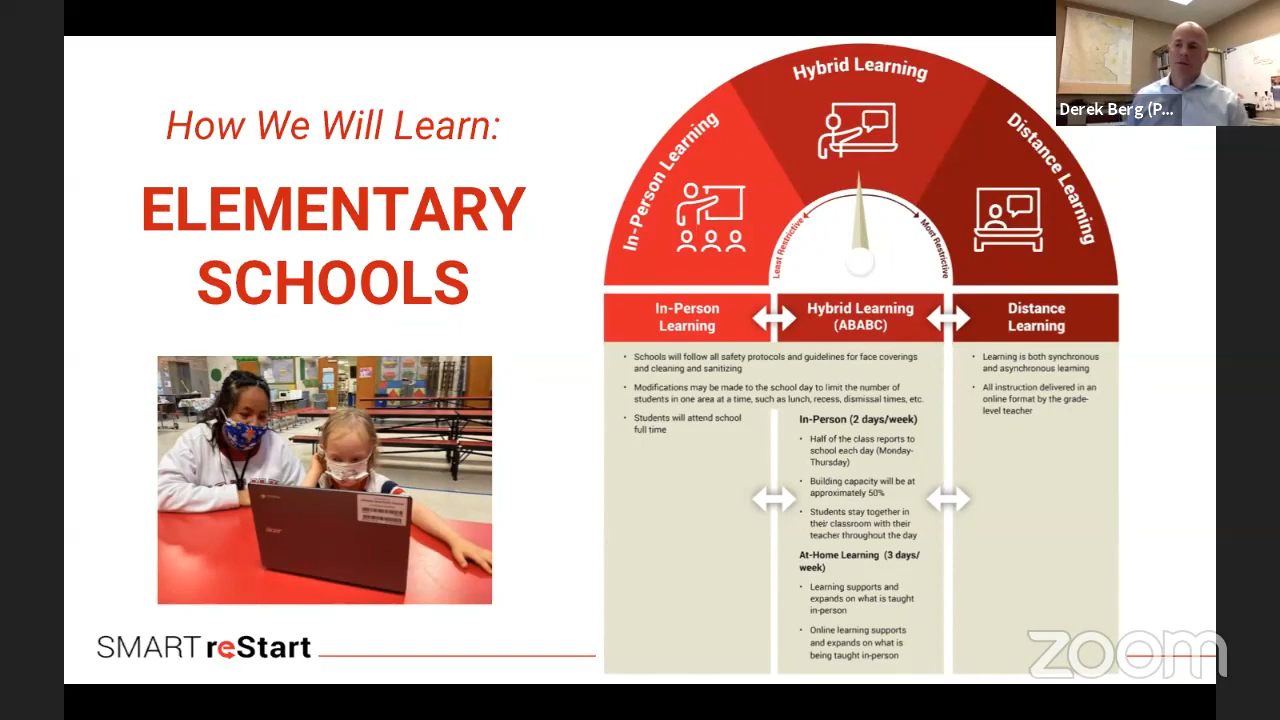 How We Will Learn:
ELEMENTARY
SCHOOLS
SMART reStart
In-Person Learning
Hybrid Learning
Distance Learning
Least Restrictive
Most Restrictive
In-Person
Learning
Hybrid Learning
(ABABC)
Distance
Learning
• Schools will follow all safety protocols and guidelines for face coverings
and cleaning and sanitizing
• Modifications may be made to the school day to limit the number of
students in one area at a time, such as lunch, recess, dismissal times, etc.
• Students will attend school
full time
In-Person (2 days/week)
• Half of the class reports to
school each day (Monday-
Thursday)
• Building capacity will be at
approximately 50%
• Students stay together in
their classroom with their
teacher throughout the day
At-Home Learning (3 days/
week)
• Learning supports and
expands on what is taught
in-person
• Online learning supports
and expands on what is
being taught in-person
• Learning is both synchronous
and asynchronous learning
• All instruction delivered in an
online format by the grade-
level teacher
Derek Berg (P...
acer
zoom